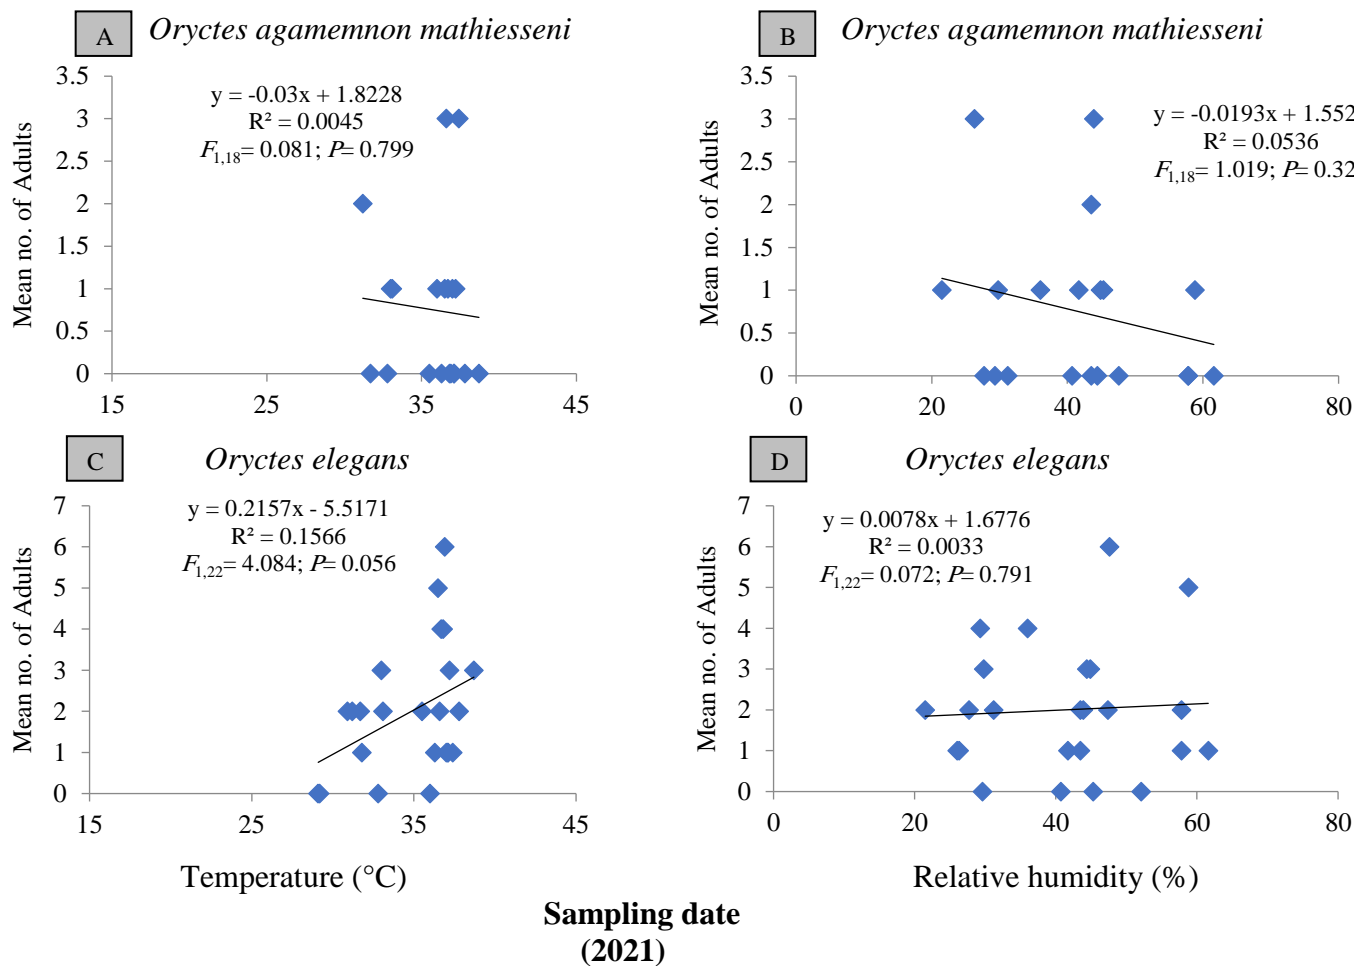 A Oryctes agamemnon mathiesseni
y = -0.03x + 1.8228
R² = 0.0045
F1,18= 0.081; P= 0.799
Mean no. of Adults
3.5
3
2.5
2
1.5
1
0.5
0
15 25 35 45
B Oryctes agamemnon mathiesseni
y = -0.0193x + 1.552
R² = 0.0536
F1,18= 1.019; P= 0.32
Mean no. of Adults
3.5
3
2.5
2
1.5
1
0.5
0
0 20 40 60 80
C Oryctes elegans
y = 0.2157x - 5.5171
R² = 0.1566
F1,22= 4.084; P= 0.056
Mean no. of Adults
7
6
5
4
3
2
1
0
15 25 35 45
Temperature (°C)
D Oryctes elegans
y = 0.0078x + 1.6776
R² = 0.0033
F1,22= 0.072; P= 0.791
Mean no. of Adults
7
6
5
4
3
2
1
0
0 20 40 60 80
Relative humidity (%)
Sampling date
(2021)